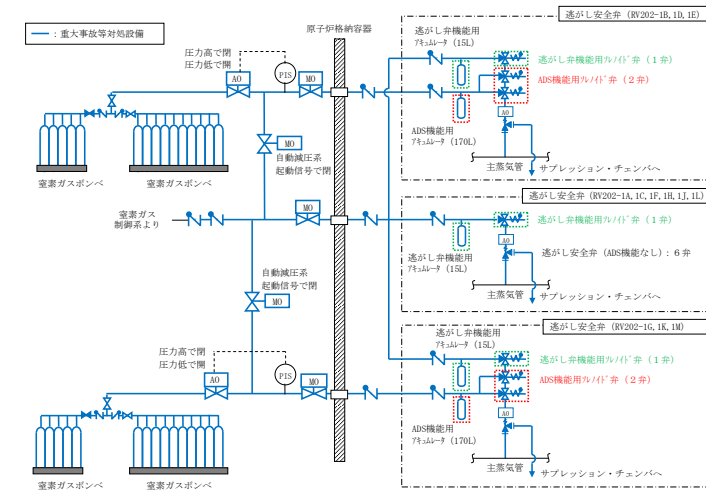 逃がし安全弁 (RV202-1B, 1D, 1E)
：重大事故等対処設備
原子炉格納容器
圧力高で閉
圧力低で開
AO
PIS
MO
逃がし弁機能用
ｱｷｭﾑﾚｰﾀ (15L)
逃がし弁機能用ｿﾚﾉｲﾄﾞ弁 (１弁)
ADS機能用ｿﾚﾉｲﾄﾞ弁 (２弁)
ADS機能用
ｱｷｭﾑﾚｰﾀ (170L)
AO
主蒸気管
サプレッション・チェンバへ
窒素ガスボンベ
窒素ガスボンベ
MO
自動減圧系
起動信号で閉
逃がし安全弁 (RV202-1A, 1C, 1F, 1H, 1J, 1L)
窒素ガス
制御系より
MO
逃がし弁機能用
ｱｷｭﾑﾚｰﾀ (15L)
逃がし弁機能用ｿﾚﾉｲﾄﾞ弁 (１弁)
AO
逃がし安全弁 (ADS機能なし)：６弁
主蒸気管
サプレッション・チェンバへ
自動減圧系
起動信号で閉
MO
逃がし安全弁 (RV202-1G, 1K, 1M)
圧力高で閉
圧力低で開
AO
PIS
MO
逃がし弁機能用
ｱｷｭﾑﾚｰﾀ (15L)
逃がし弁機能用ｿﾚﾉｲﾄﾞ弁 (１弁)
ADS機能用ｿﾚﾉｲﾄﾞ弁 (２弁)
ADS機能用
ｱｷｭﾑﾚｰﾀ (170L)
AO
主蒸気管
サプレッション・チェンバへ
窒素ガスボンベ
窒素ガスボンベ